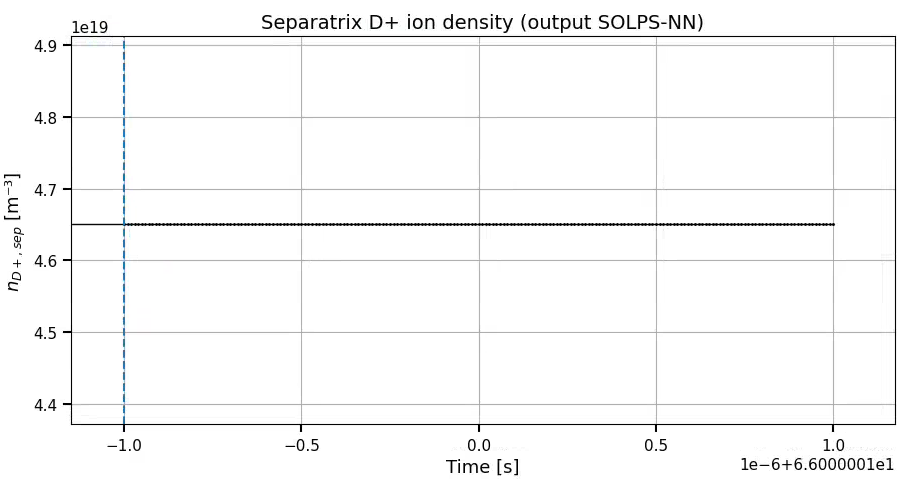 Separatrix D+ ion density (output SOLPS-NN)
1e19
4.9
4.8
4.7
4.6
4.5
4.4
n_{D+, sep} [m⁻³]
−1.0 −0.5 0.0 0.5 1.0
1e−6+6.6000001e1
Time [s]